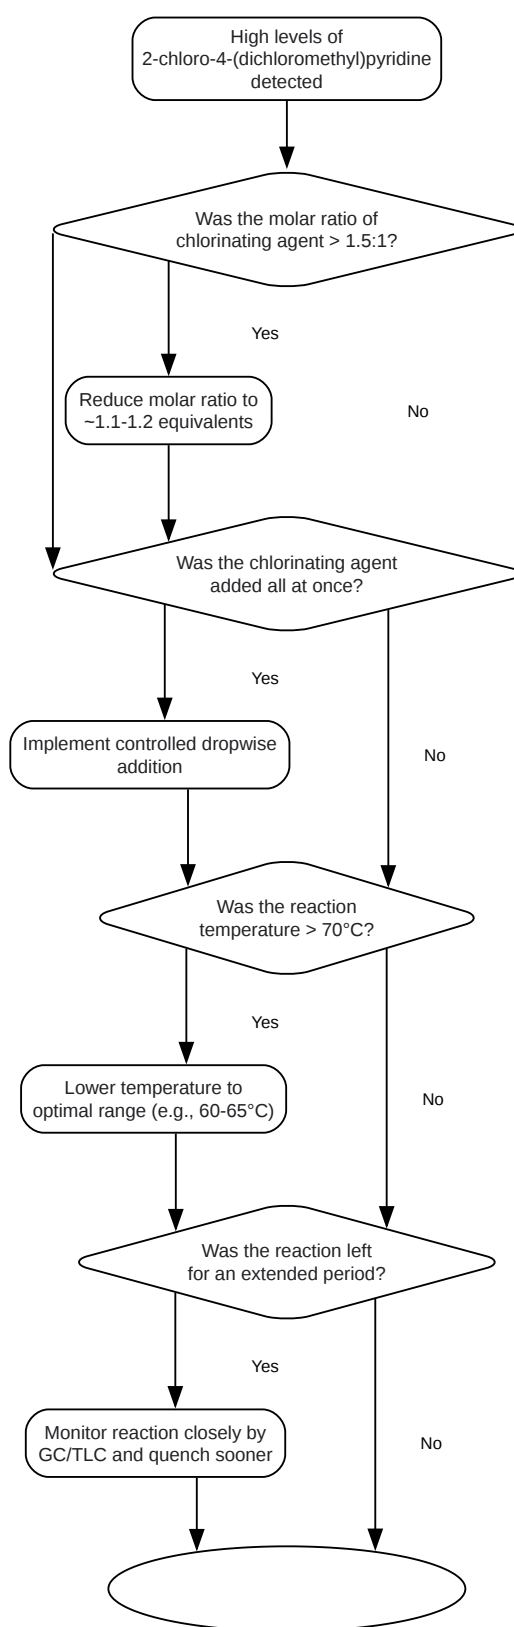 High levels of
2-chloro-4-(dichloromethyl)pyridine
detected
Was the molar ratio of
chlorinating agent > 1.5:1?
Yes
Reduce molar ratio to
~1.1-1.2 equivalents
No
Was the chlorinating agent
added all at once?
Yes
Implement controlled dropwise
addition
No
Was the reaction
temperature > 70°C?
Yes
Lower temperature to
optimal range (e.g., 60-65°C)
No
Was the reaction left
for an extended period?
Yes
Monitor reaction closely by
GC/TLC and quench sooner
No